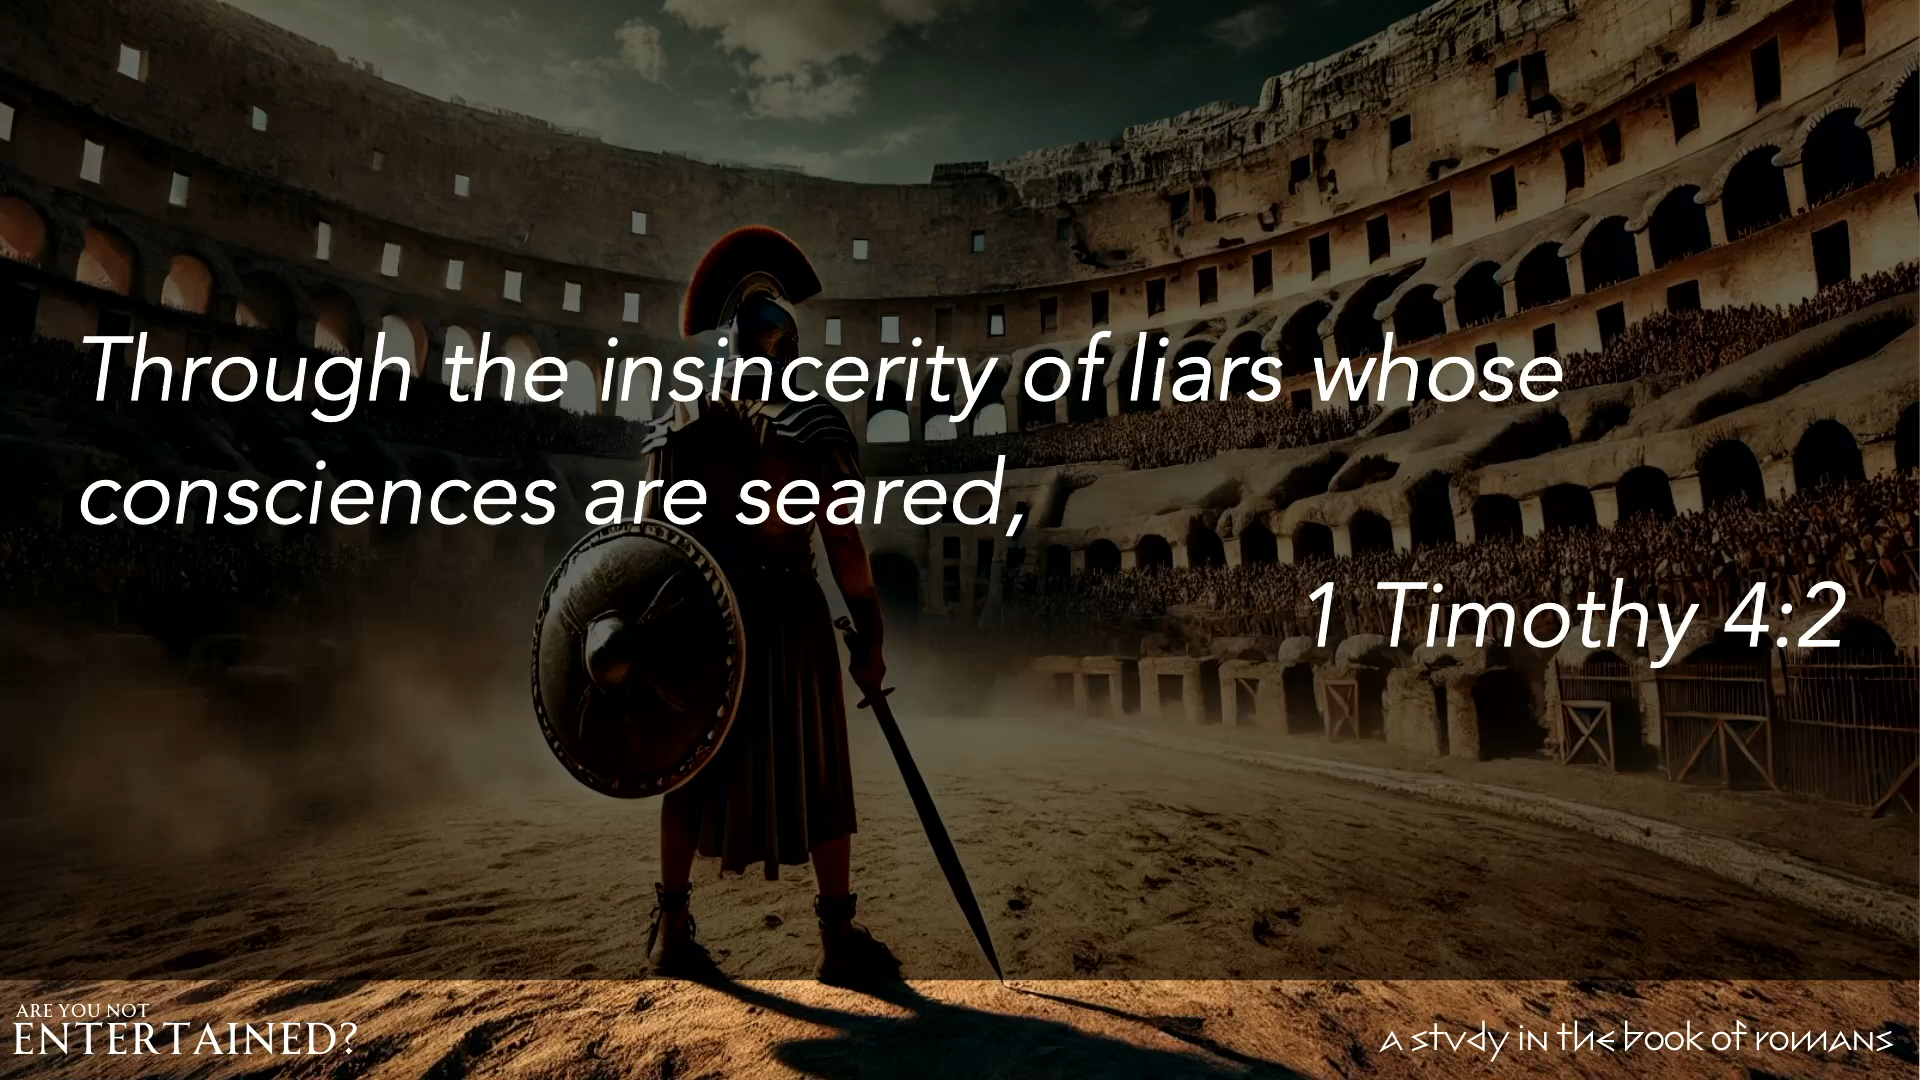 Through the insincerity of liars whose
consciences are seared,
1 Timothy 4:2
ARE YOU NOT
ENTERTAINED?
a study in the book of romans